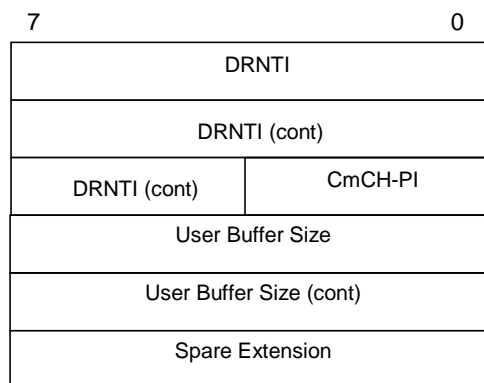 7 0
DRNTI
DRNTI (cont)
DRNTI (cont) CmCH-PI
User Buffer Size
User Buffer Size (cont)
Spare Extension